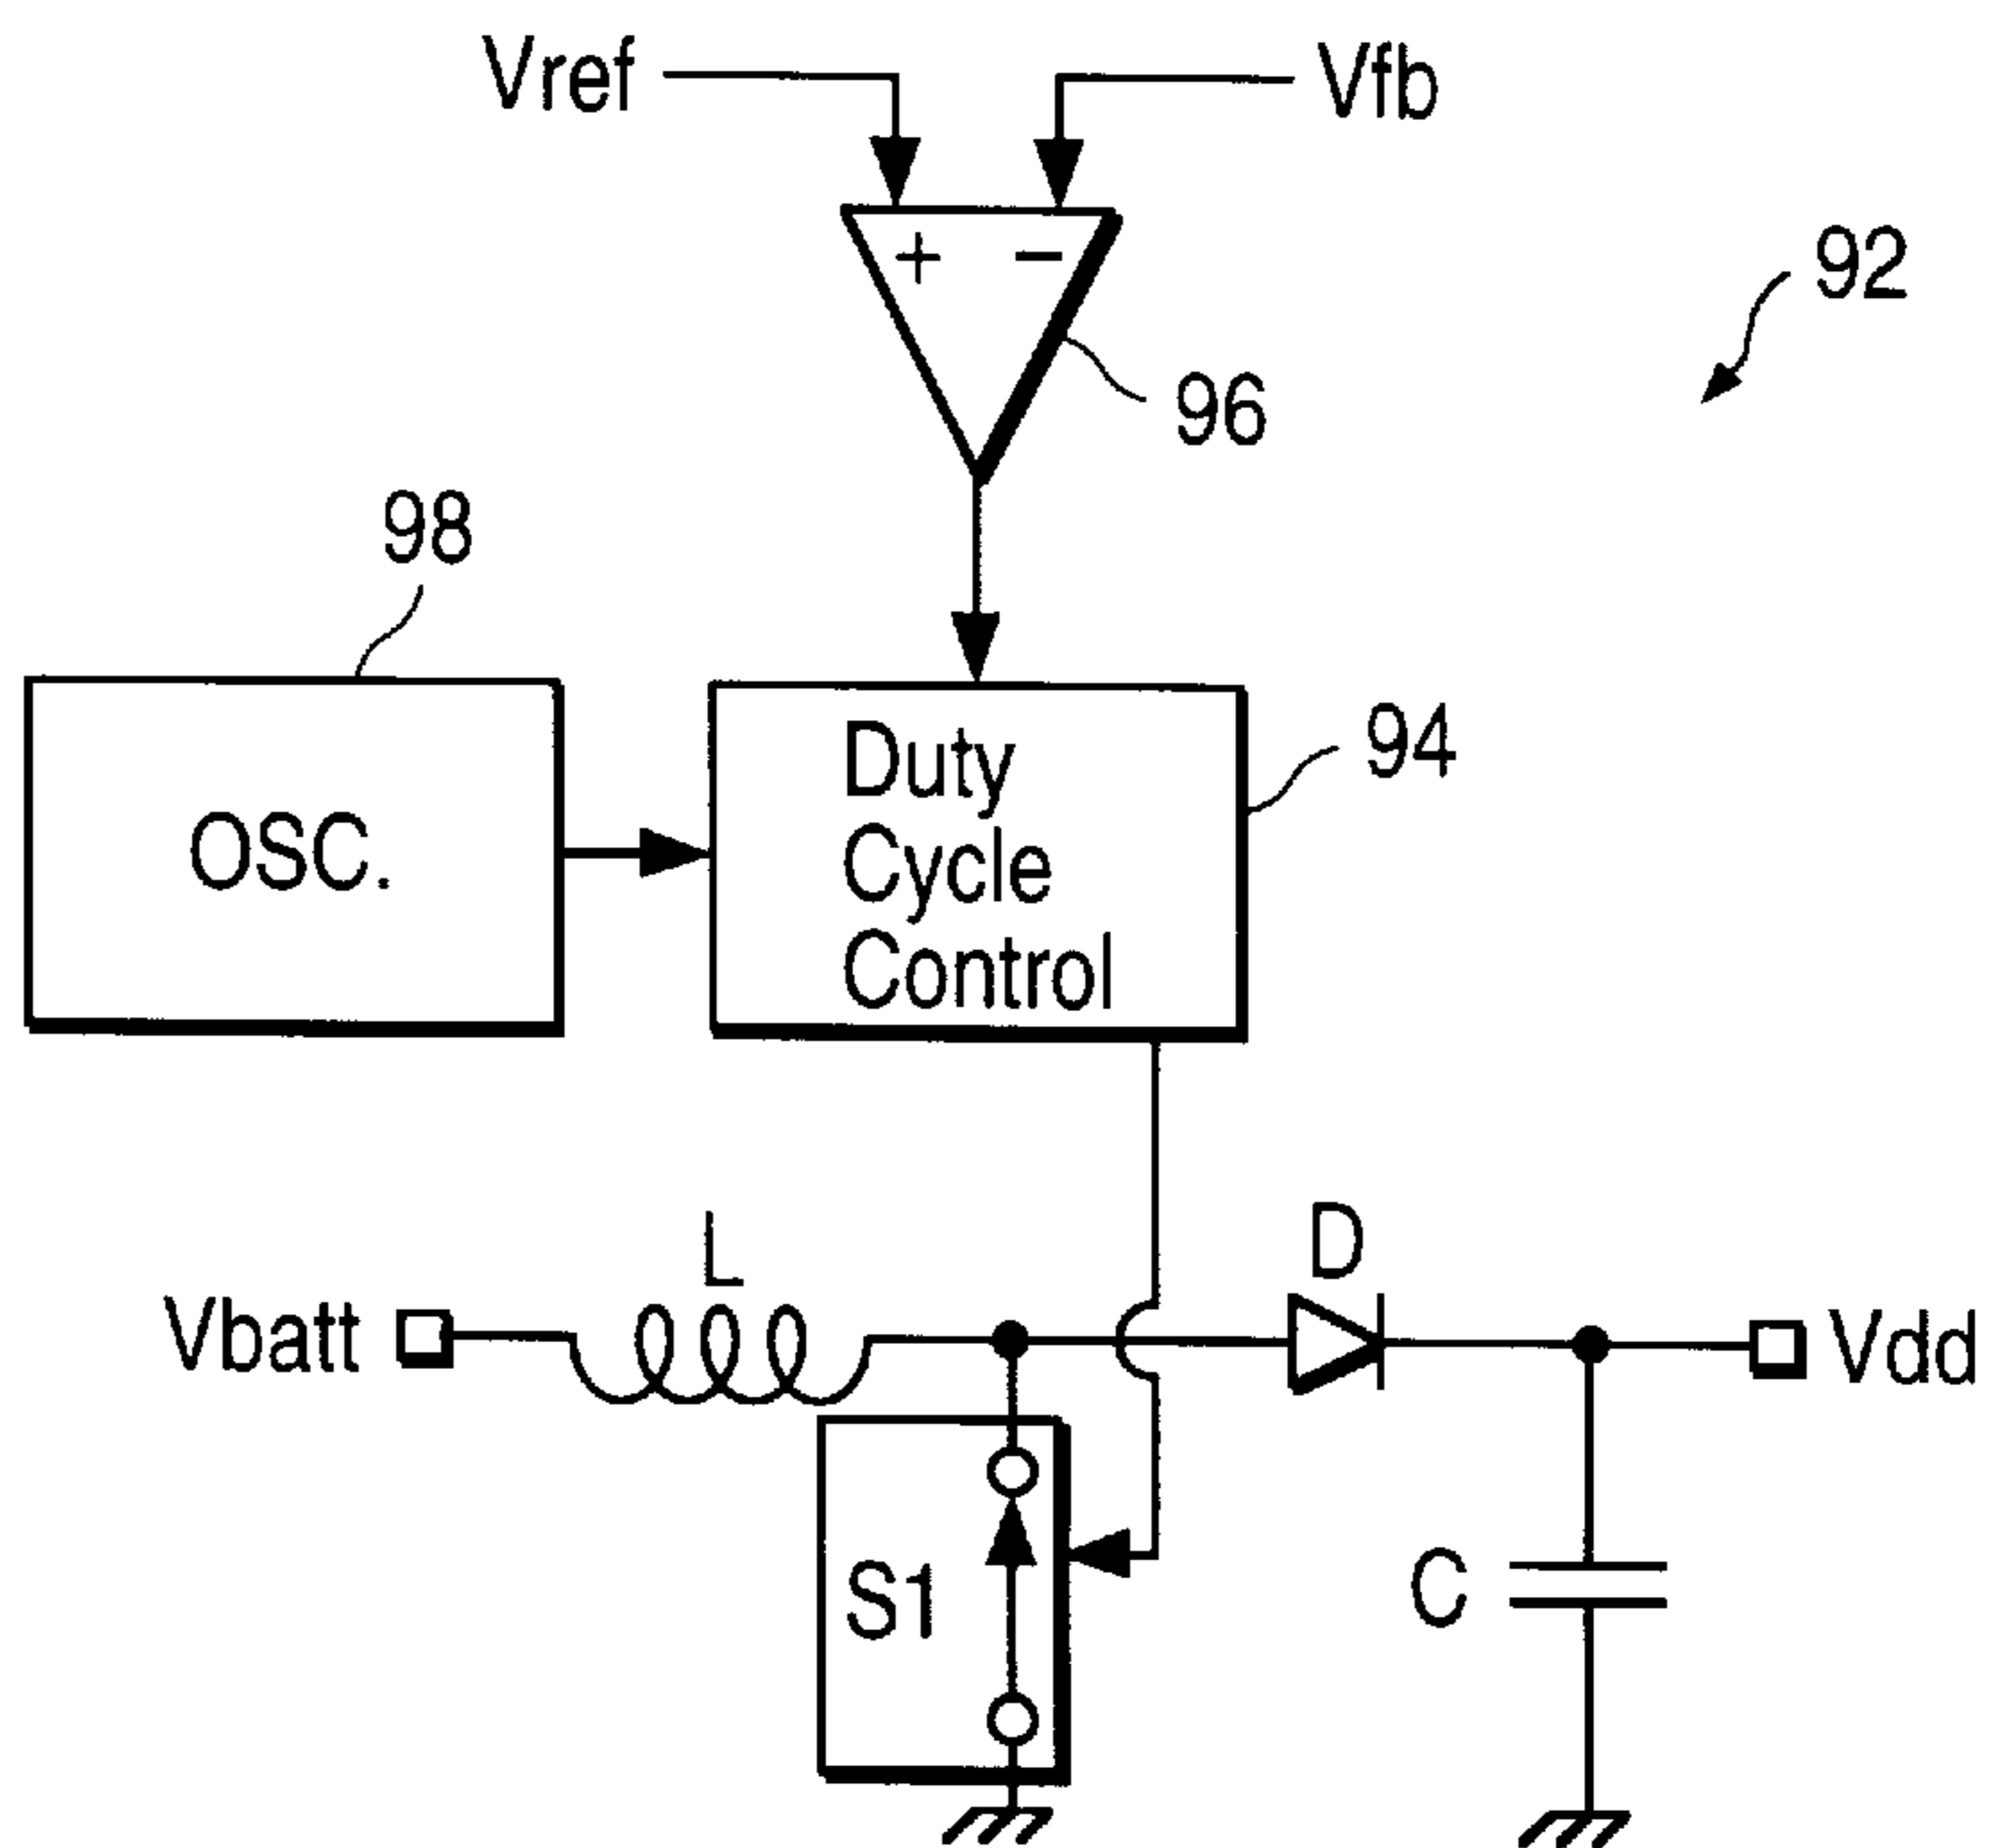 Vref
Vfb
+
−
92
96
98
94
OSC.
Duty
Cycle
Control
L
D
Vbatt
Vdd
S1
C